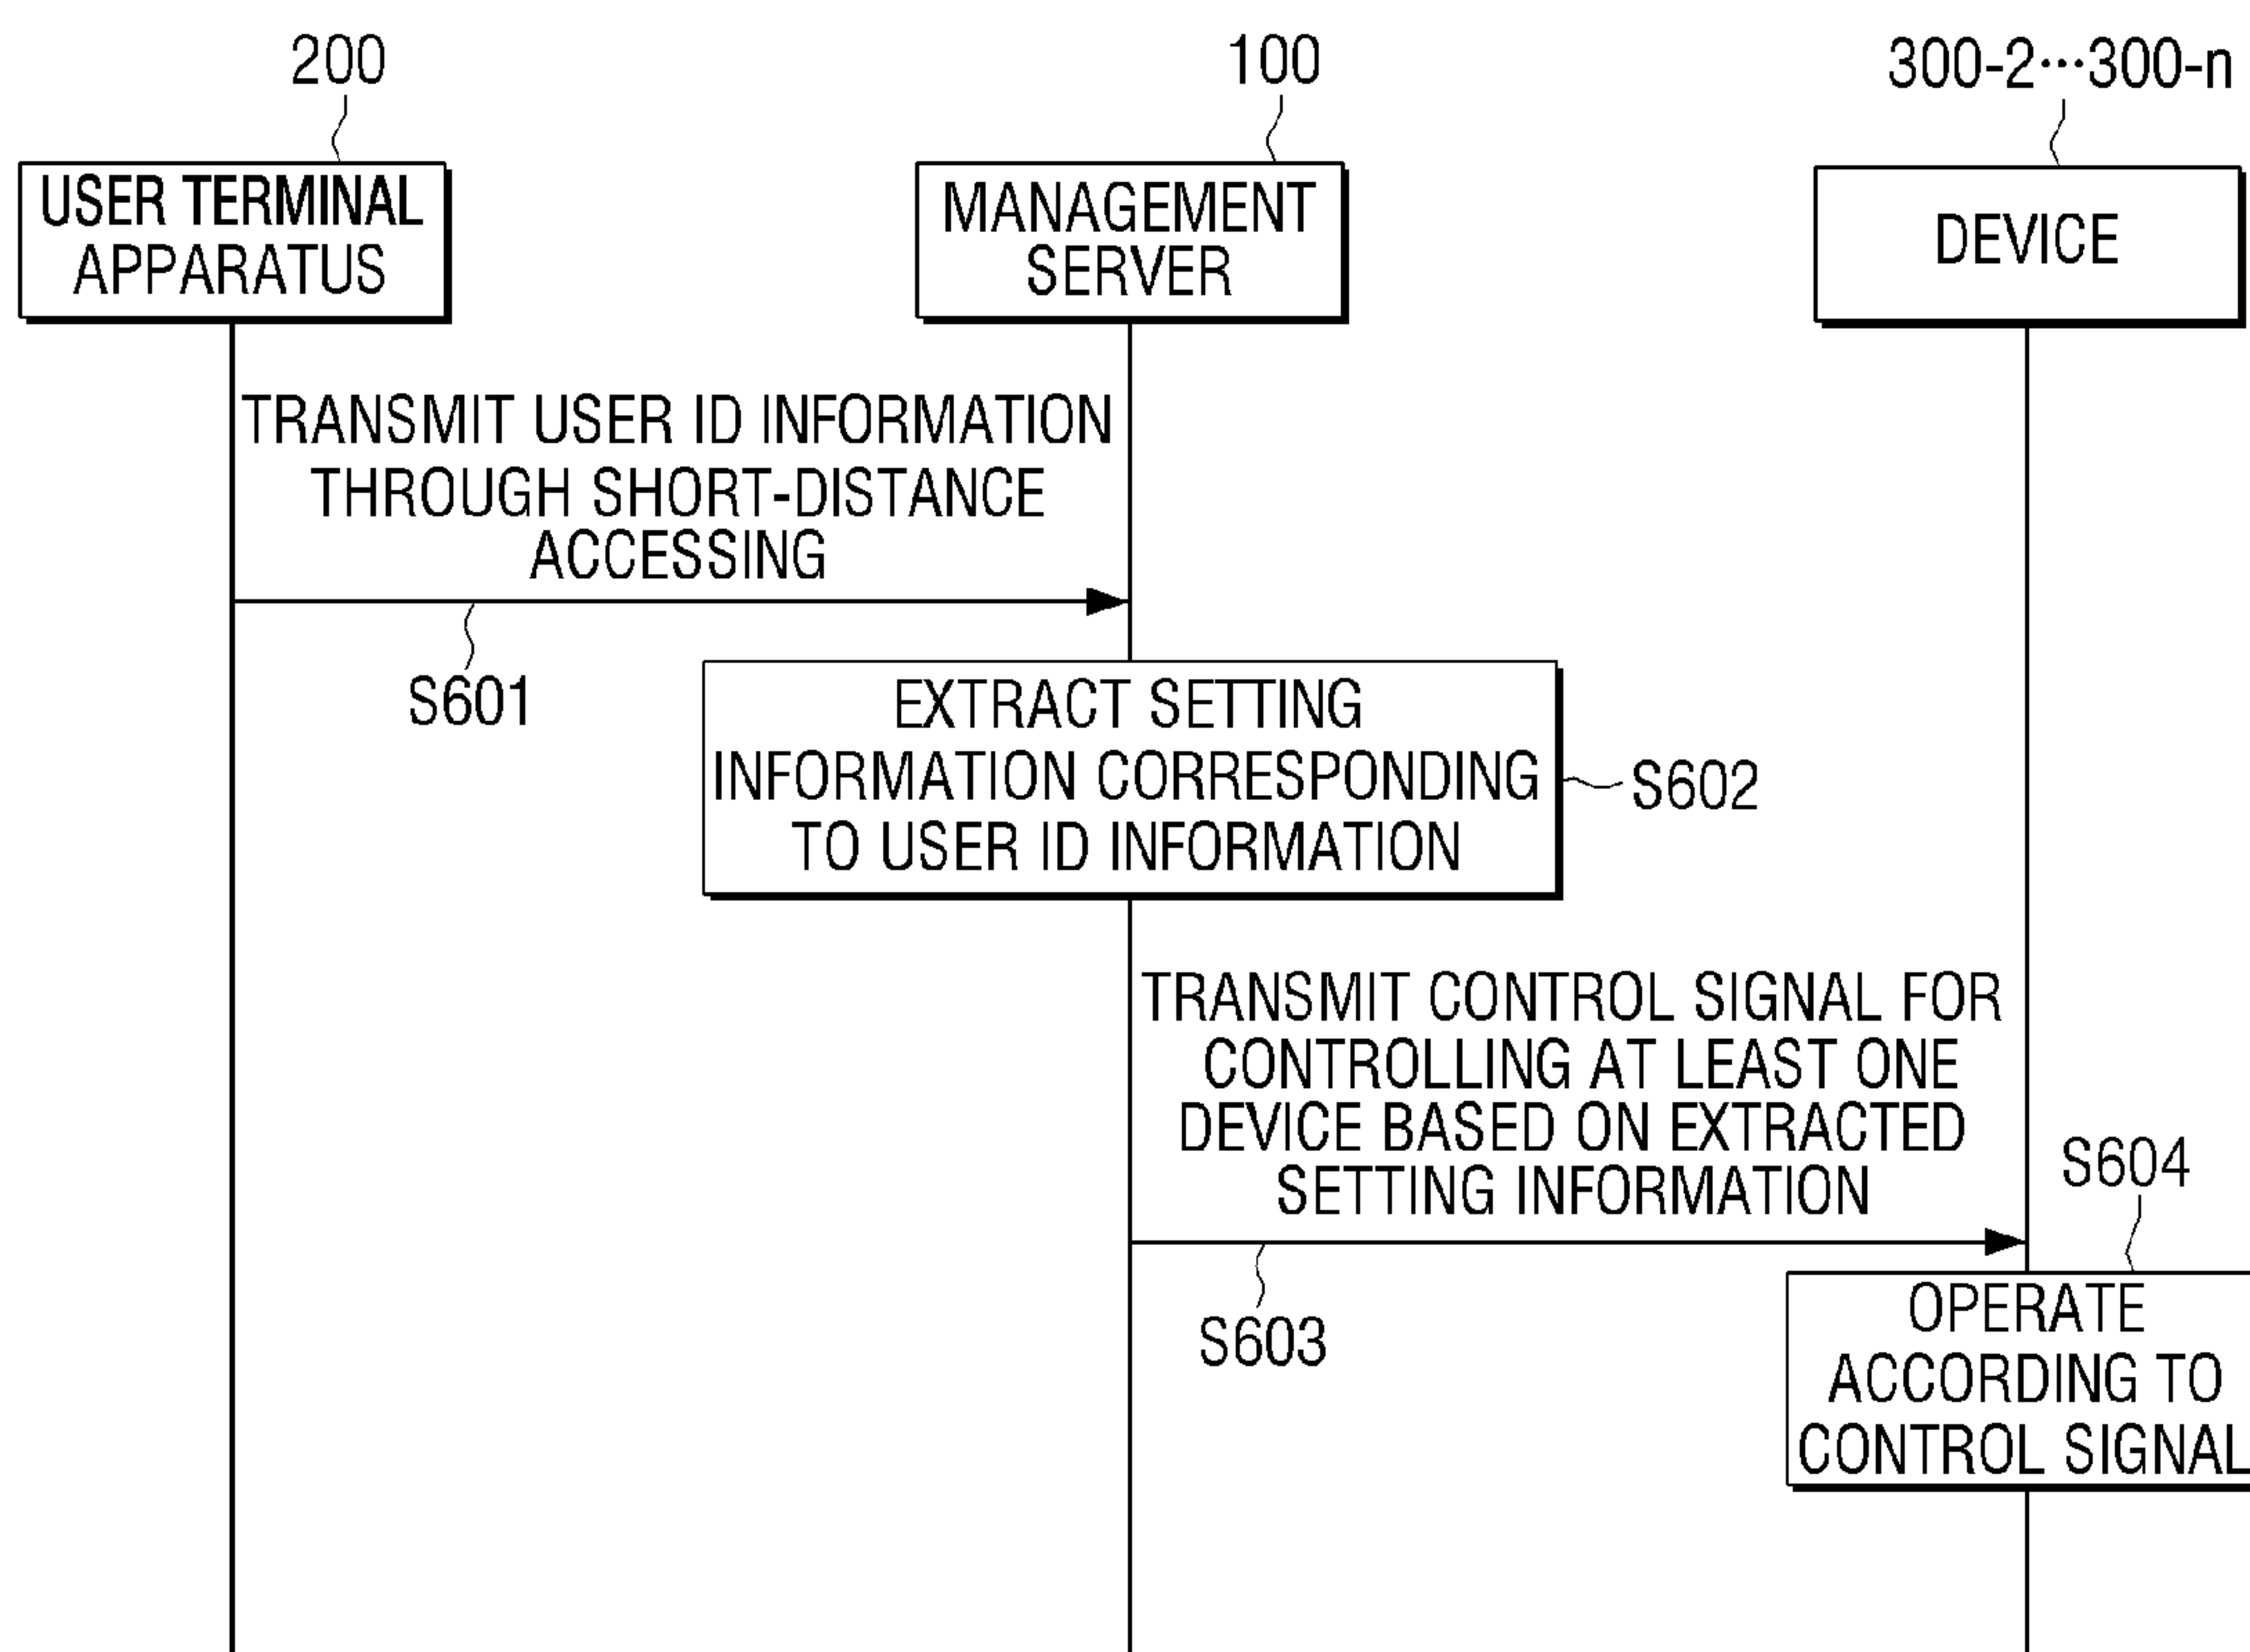 200
100
300-2···300-n
USER TERMINAL
APPARATUS
MANAGEMENT
SERVER
DEVICE
TRANSMIT USER ID INFORMATION
THROUGH SHORT-DISTANCE
ACCESSING
S601
EXTRACT SETTING
INFORMATION CORRESPONDING
TO USER ID INFORMATION
S602
TRANSMIT CONTROL SIGNAL FOR
CONTROLLING AT LEAST ONE
DEVICE BASED ON EXTRACTED
SETTING INFORMATION
S603
S604
OPERATE
ACCORDING TO
CONTROL SIGNAL